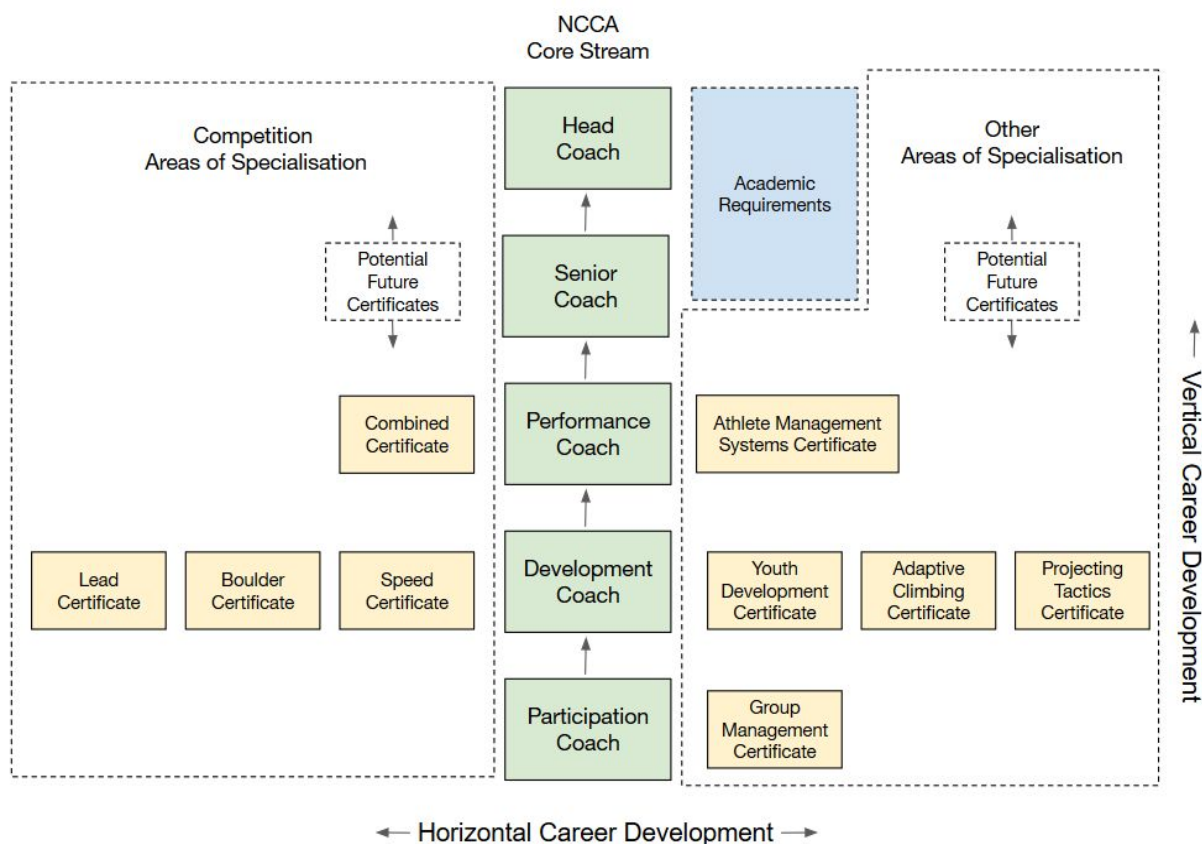 NCCA
Core Stream
Competition
Areas of Specialisation
Head
Coach
Academic
Requirements
Other
Areas of Specialisation
Potential
Future
Certificates
Senior
Coach
Potential
Future
Certificates
Combined
Certificate
Performance
Coach
Athlete Management
Systems Certificate
Lead
Certificate
Boulder
Certificate
Speed
Certificate
Development
Coach
Youth
Development
Certificate
Adaptive
Climbing
Certificate
Projecting
Tactics
Certificate
Participation
Coach
Group
Management
Certificate
Vertical Career Development
Horizontal Career Development